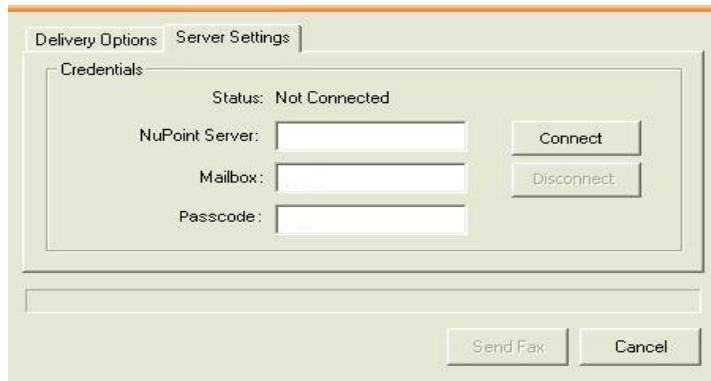 Delivery Options Server Settings
Credentials
Status: Not Connected
NuPoint Server: Connect
Mailbox: Disconnect
Passcode:
Send Fax Cancel